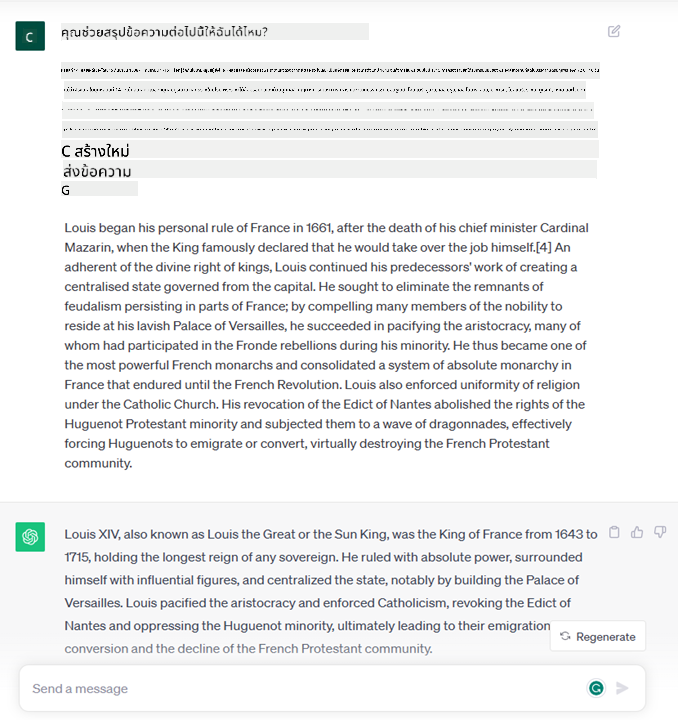 C
คุณช่วยสรุปข้อความต่อไปนี้ให้ฉันได้ไหม?
C สร้างใหม่
ส่งข้อความ
G
Louis began his personal rule of France in 1661, after the death of his chief minister Cardinal
Mazarin, when the King famously declared that he would take over the job himself.[4] An
adherent of the divine right of kings, Louis continued his predecessors' work of creating a
centralised state governed from the capital. He sought to eliminate the remnants of
feudalism persisting in parts of France; by compelling many members of the nobility to
reside at his lavish Palace of Versailles, he succeeded in pacifying the aristocracy, many of
whom had participated in the Fronde rebellions during his minority. He thus became one of
the most powerful French monarchs and consolidated a system of absolute monarchy in
France that endured until the French Revolution. Louis also enforced uniformity of religion
under the Catholic Church. His revocation of the Edict of Nantes abolished the rights of the
Huguenot Protestant minority and subjected them to a wave of dragonnades, effectively
forcing Huguenots to emigrate or convert, virtually destroying the French Protestant
community.
Louis XIV, also known as Louis the Great or the Sun King, was the King of France from 1643 to
1715, holding the longest reign of any sovereign. He ruled with absolute power, surrounded
himself with influential figures, and centralized the state, notably by building the Palace of
Versailles. Louis pacified the aristocracy and enforced Catholicism, revoking the Edict of
Nantes and oppressing the Huguenot minority, ultimately leading to their emigration
Regenerate
conversion and the decline of the French Protestant community.
Send a message